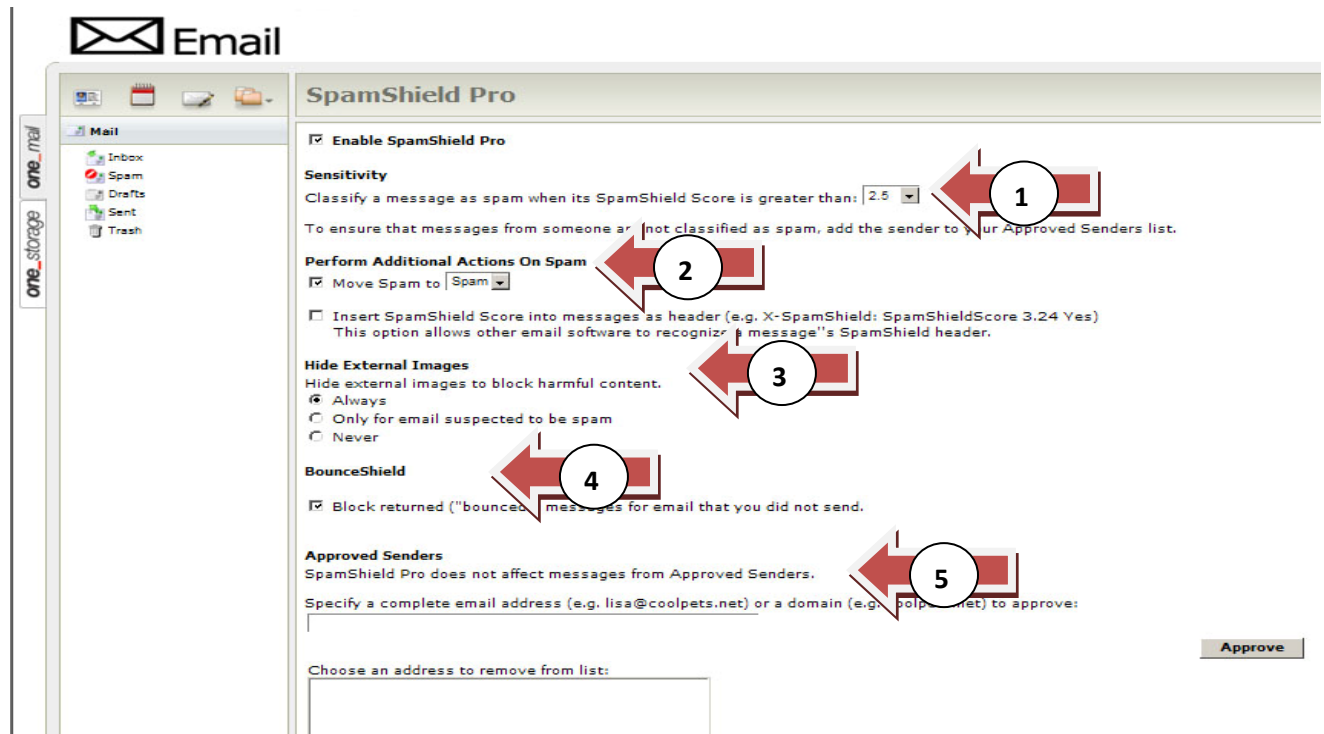 Email
one_mail
one_storage
Mail
Inbox
Spam
Drafts
Sent
Trash
SpamShield Pro
Enable SpamShield Pro
Sensitivity
Classify a message as spam when its SpamShield Score is greater than: 2.5
1
To ensure that messages from someone are not classified as spam, add the sender to your Approved Senders list.
Perform Additional Actions On Spam
2
Move Spam to Spam
Insert SpamShield Score into messages as header (e.g. X-SpamShield: SpamShieldScore 3.24 Yes)
This option allows other email software to recognize a message''s SpamShield header.
Hide External Images
3
Hide external images to block harmful content.
Always
Only for email suspected to be spam
Never
BounceShield
4
Block returned ("bounced") messages for email that you did not send.
Approved Senders
SpamShield Pro does not affect messages from Approved Senders.
5
Specify a complete email address (e.g. lisa@coolpets.net) or a domain (e.g. coolpets.net) to approve:
Approve
Choose an address to remove from list: